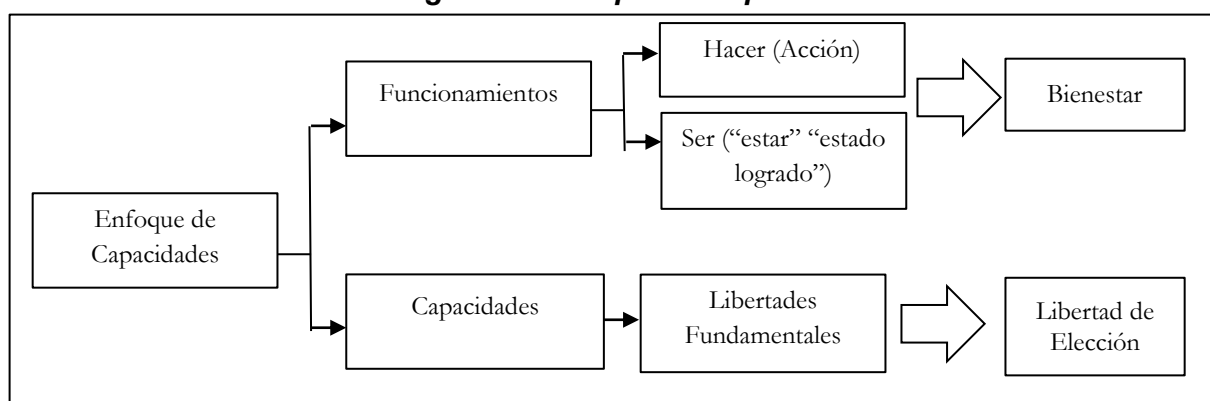 Hacer (Acción)
Funcionamientos
Bienestar
Ser (“estar” “estado
logrado”)
Enfoque de
Capacidades
Capacidades
Libertades
Fundamentales
Libertad de
Elección